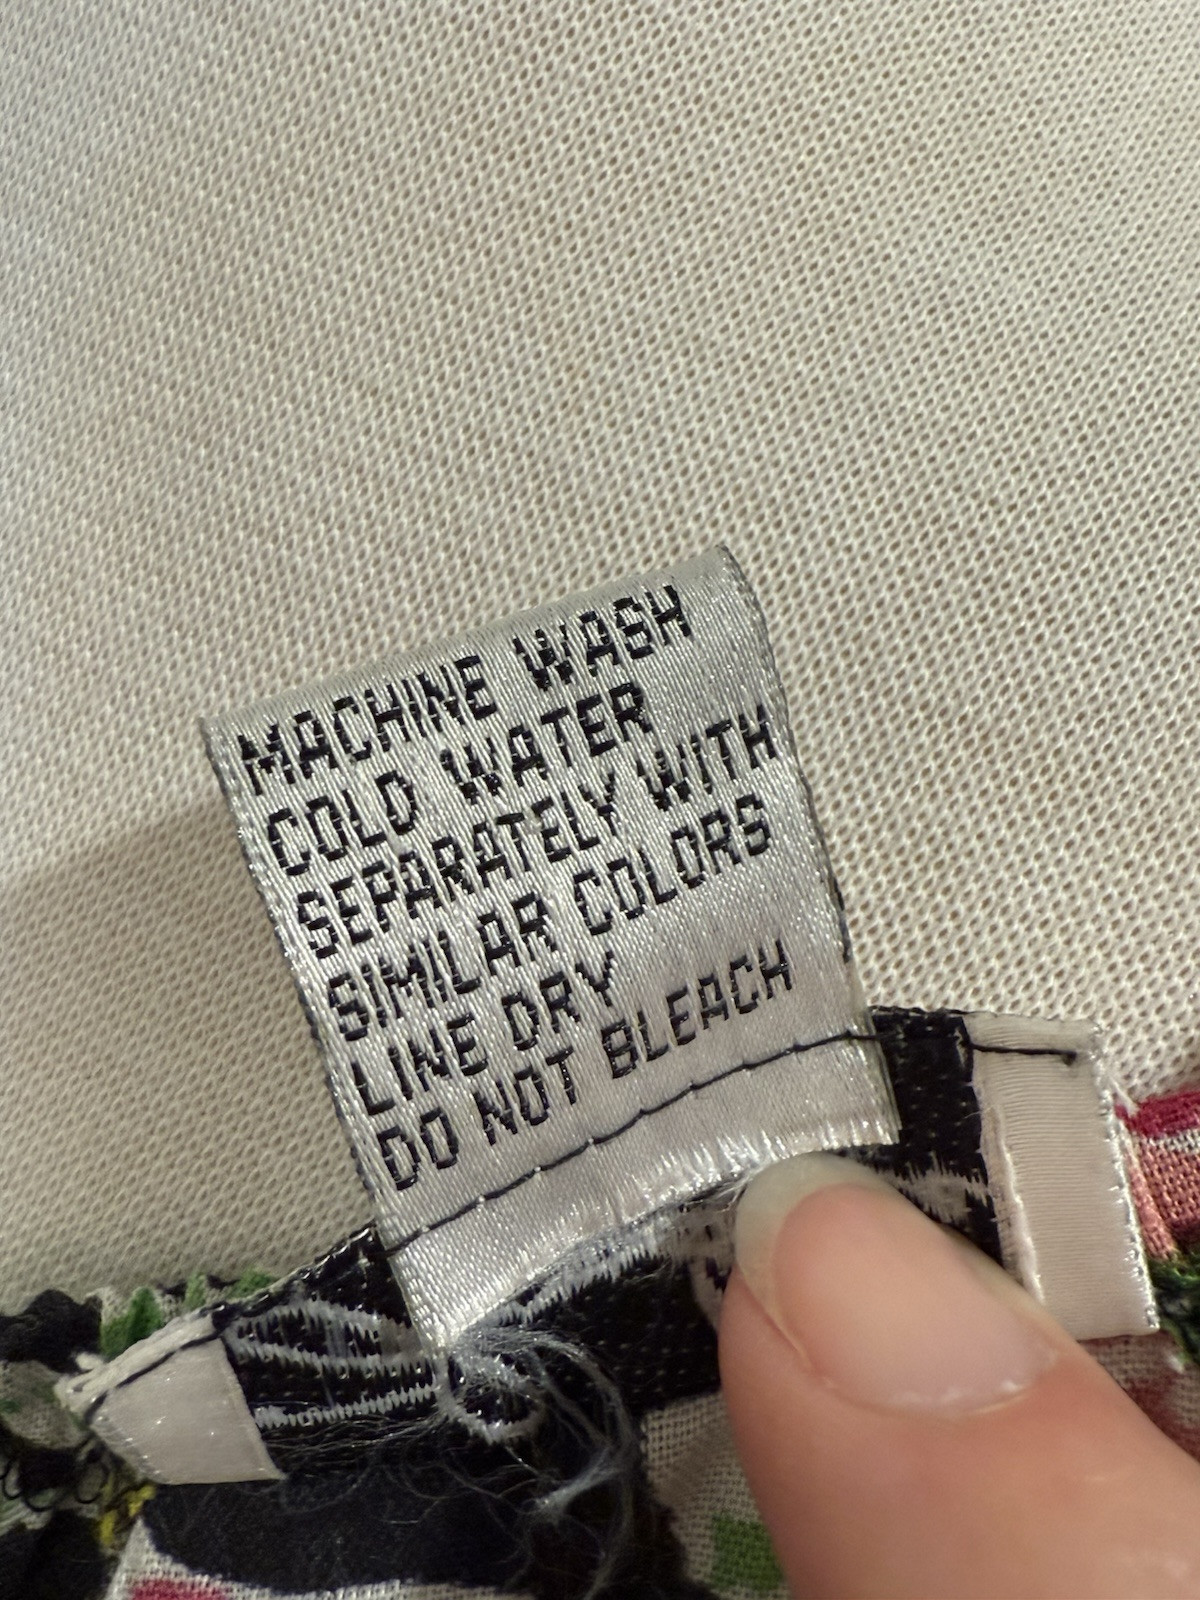 MACHINE WASH
COLD WATER
SEPARATELY WITH
SIMILAR COLORS
LINE DRY
DO NOT BLEACH